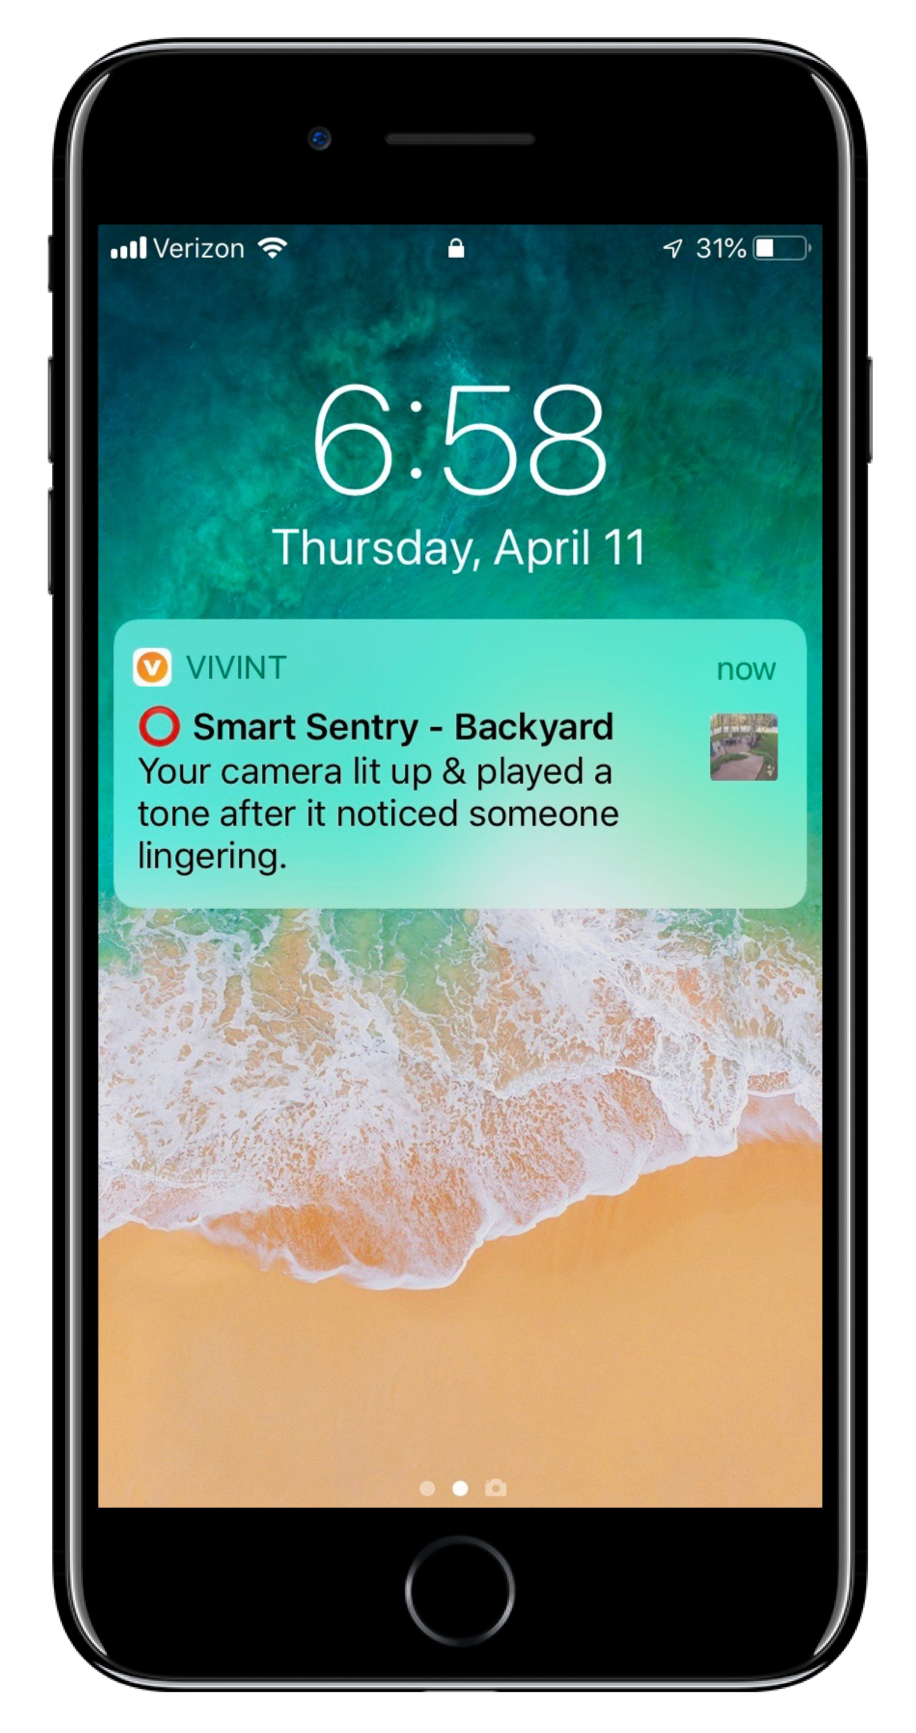 Verizon 31%
6:58
Thursday, April 11
V VIVINT now
Smart Sentry - Backyard
Your camera lit up & played a
tone after it noticed someone
lingering.